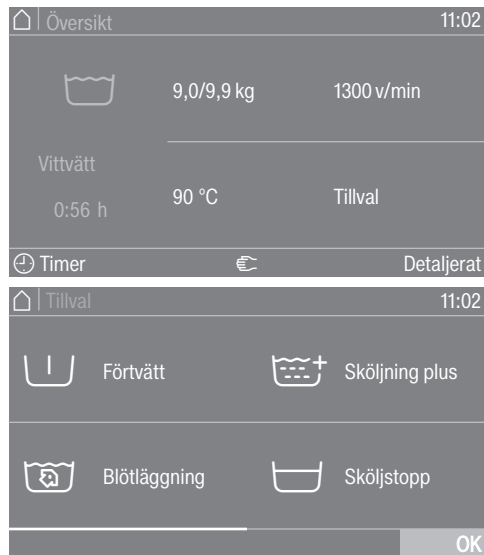 Översikt 11:02
9,0/9,9 kg 1300 v/min
Vittvätt
0:56 h
90 °C Tillval
Timer Detaljerat
Tillval 11:02
Förtvätt Sköljning plus
Blötläggning Sköljstopp
OK